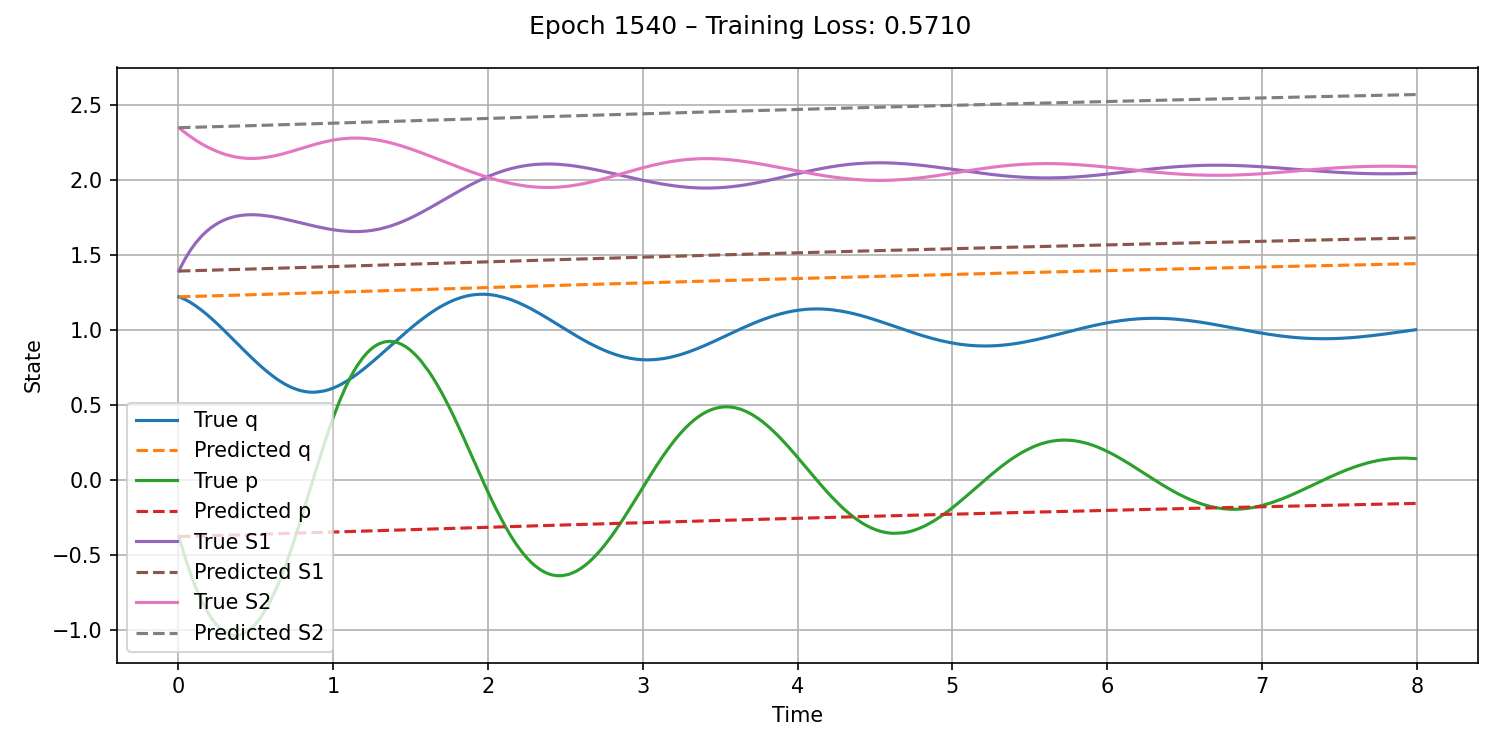 Epoch 1540 – Training Loss: 0.5710
State
2.5
2.0
1.5
1.0
0.5
0.0
−0.5
−1.0
True q
Predicted q
True p
Predicted p
True S1
Predicted S1
True S2
Predicted S2
0 1 2 3 4 5 6 7 8
Time